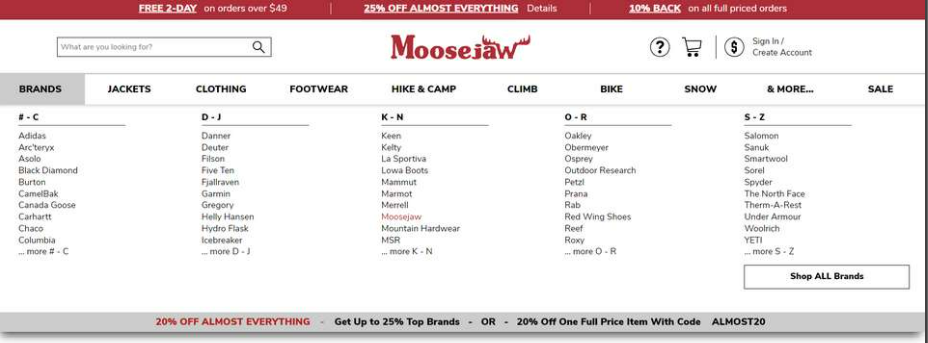 FREE 2-DAY on orders over $49 | 25% OFF ALMOST EVERYTHING Details | 10% BACK on all full priced orders
What are you looking for?
Moosejaw
?
$
Sign In /
Create Account
BRANDS JACKETS CLOTHING FOOTWEAR HIKE & CAMP CLIMB BIKE SNOW & MORE... SALE
# - C
Adidas
Arc'teryx
Asolo
Black Diamond
Burton
CamelBak
Canada Goose
Carhartt
Chaco
Columbia
... more # - C
D - J
Danner
Deuter
Filson
Five Ten
Fjallraven
Garmin
Gregory
Helly Hansen
Hydro Flask
Icebreaker
... more D - J
K - N
Keen
Kelty
La Sportiva
Lowa Boots
Mammut
Marmot
Merrell
Moosejaw
Mountain Hardwear
MSR
... more K - N
O - R
Oakley
Obermeyer
Osprey
Outdoor Research
Petzl
Prana
Rab
Red Wing Shoes
Reef
Roxy
... more O - R
S - Z
Salomon
Sanuk
Smartwool
Sorel
Spyder
The North Face
Therm-A-Rest
Under Armour
Woolrich
YETI
... more S - Z
Shop ALL Brands
20% OFF ALMOST EVERYTHING - Get Up to 25% Top Brands - OR - 20% Off One Full Price Item With Code ALMOST20